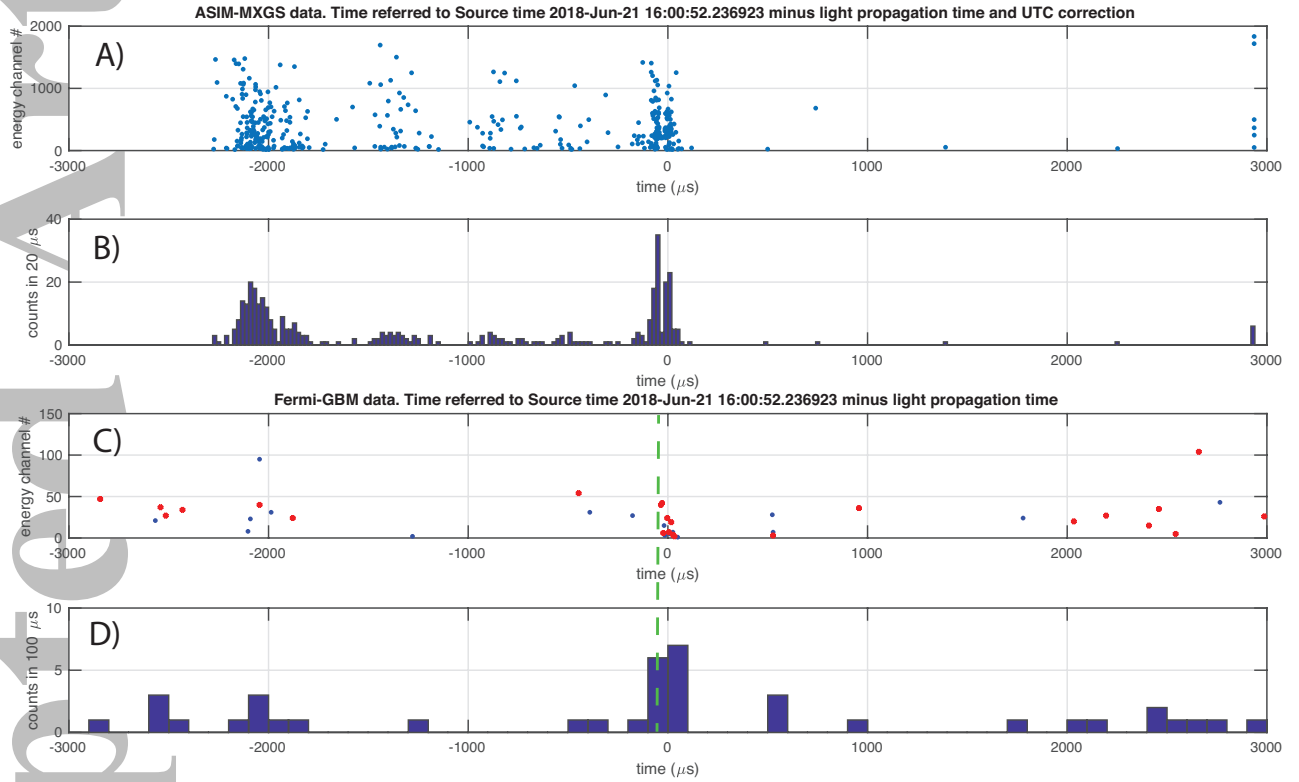 ASIM-MXGS data. Time referred to Source time 2018-Jun-21 16:00:52.236923 minus light propagation time and UTC correction
A)
energy channel #
2000
1000
0
-3000 -2000 -1000 0 1000 2000 3000
time (μs)
B)
counts in 20 μs
40
20
0
-3000 -2000 -1000 0 1000 2000 3000
time (μs)
Fermi-GBM data. Time referred to Source time 2018-Jun-21 16:00:52.236923 minus light propagation time
C)
energy channel #
150
100
50
0
-3000 -2000 -1000 0 1000 2000 3000
time (μs)
D)
counts in 100 μs
10
5
0
-3000 -2000 -1000 0 1000 2000 3000
time (μs)